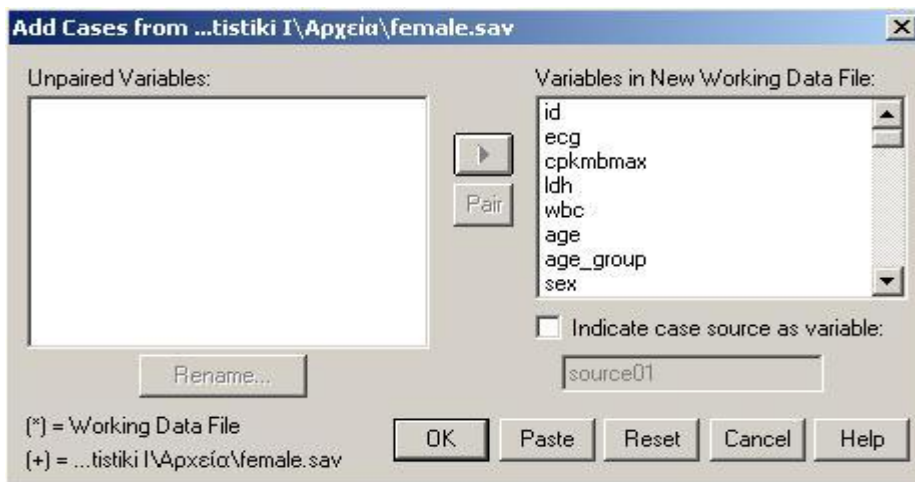 Add Cases from ...tistiki I\Αρχεία\female.sav
Unpaired Variables:
Variables in New Working Data File:
id
ecg
cpkmbmax
ldh
wbc
age
age_group
sex
Pair
Indicate case source as variable:
source01
Rename...
(*) = Working Data File
(+) = ...tistiki I\Αρχεία\female.sav
OK Paste Reset Cancel Help